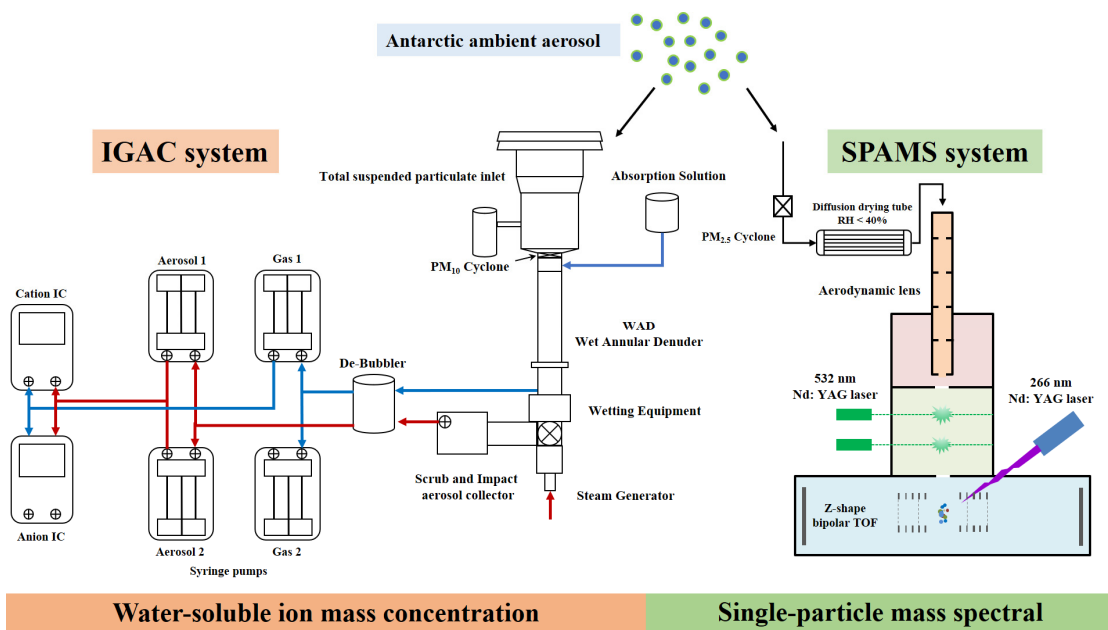 Antarctic ambient aerosol
IGAC system
SPAMS system
Total suspended particulate inlet
Absorption Solution
Diffusion drying tube
RH < 40%
PM2.5 Cyclone
PM10 Cyclone
Aerosol 1
Gas 1
Cation IC
Aerodynamic lens
WAD
Wet Annular Denuder
De-Bubbler
532 nm
Nd: YAG laser
266 nm
Nd: YAG laser
Wetting Equipment
Scrub and Impact
aerosol collector
Steam Generator
Z-shape
bipolar TOF
Anion IC
Aerosol 2
Gas 2
Syringe pumps
Water-soluble ion mass concentration
Single-particle mass spectral